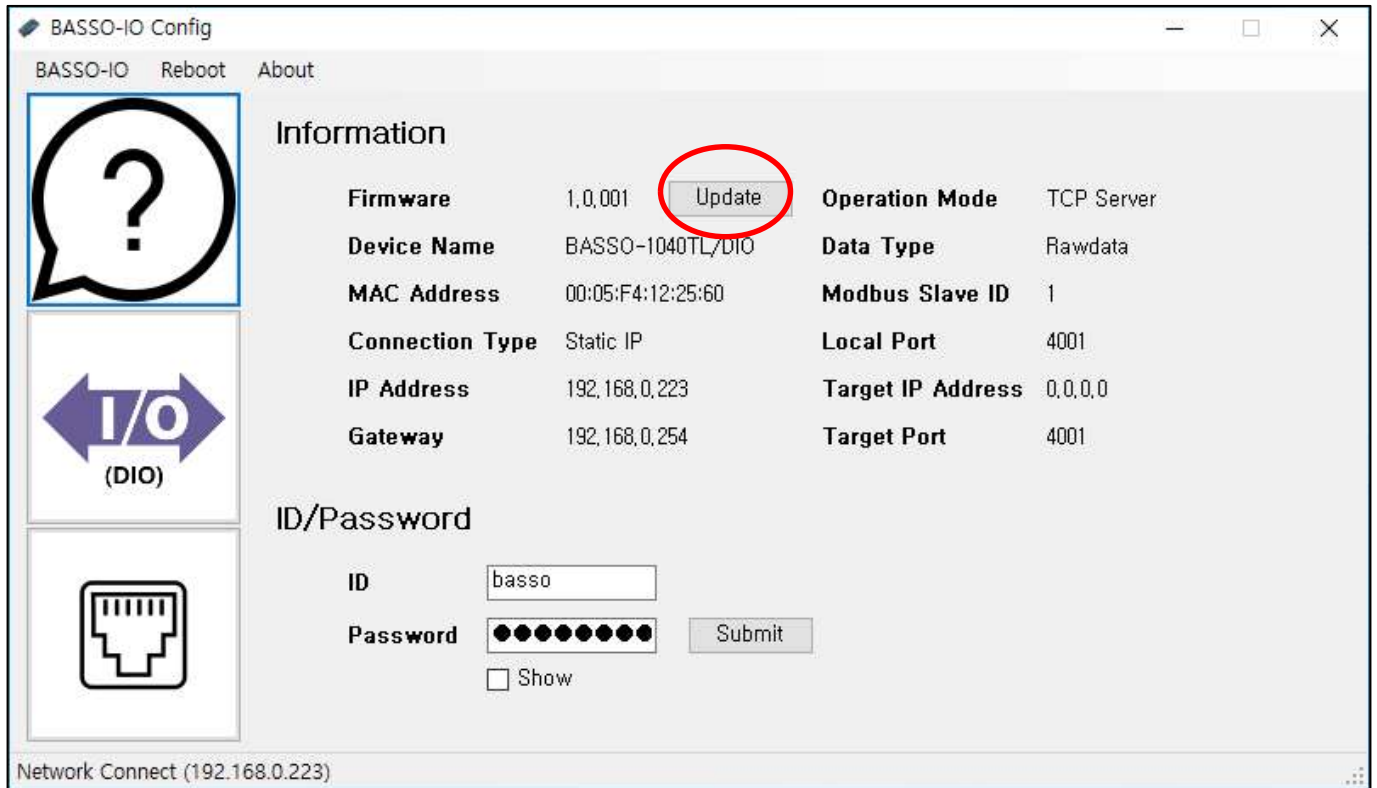 BASSO-IO Config
BASSO-IO Reboot About
Information
Firmware 1,0,001 Update Operation Mode TCP Server
Device Name BASSO-1040TL/DIO Data Type Rawdata
MAC Address 00:05:F4:12:25:60 Modbus Slave ID 1
Connection Type Static IP Local Port 4001
IP Address 192,168,0,223 Target IP Address 0,0,0,0
Gateway 192,168,0,254 Target Port 4001
I/O
(DIO)
ID/Password
ID basso
Password ●●●●●●●● Submit
Show
Network Connect (192.168.0.223)